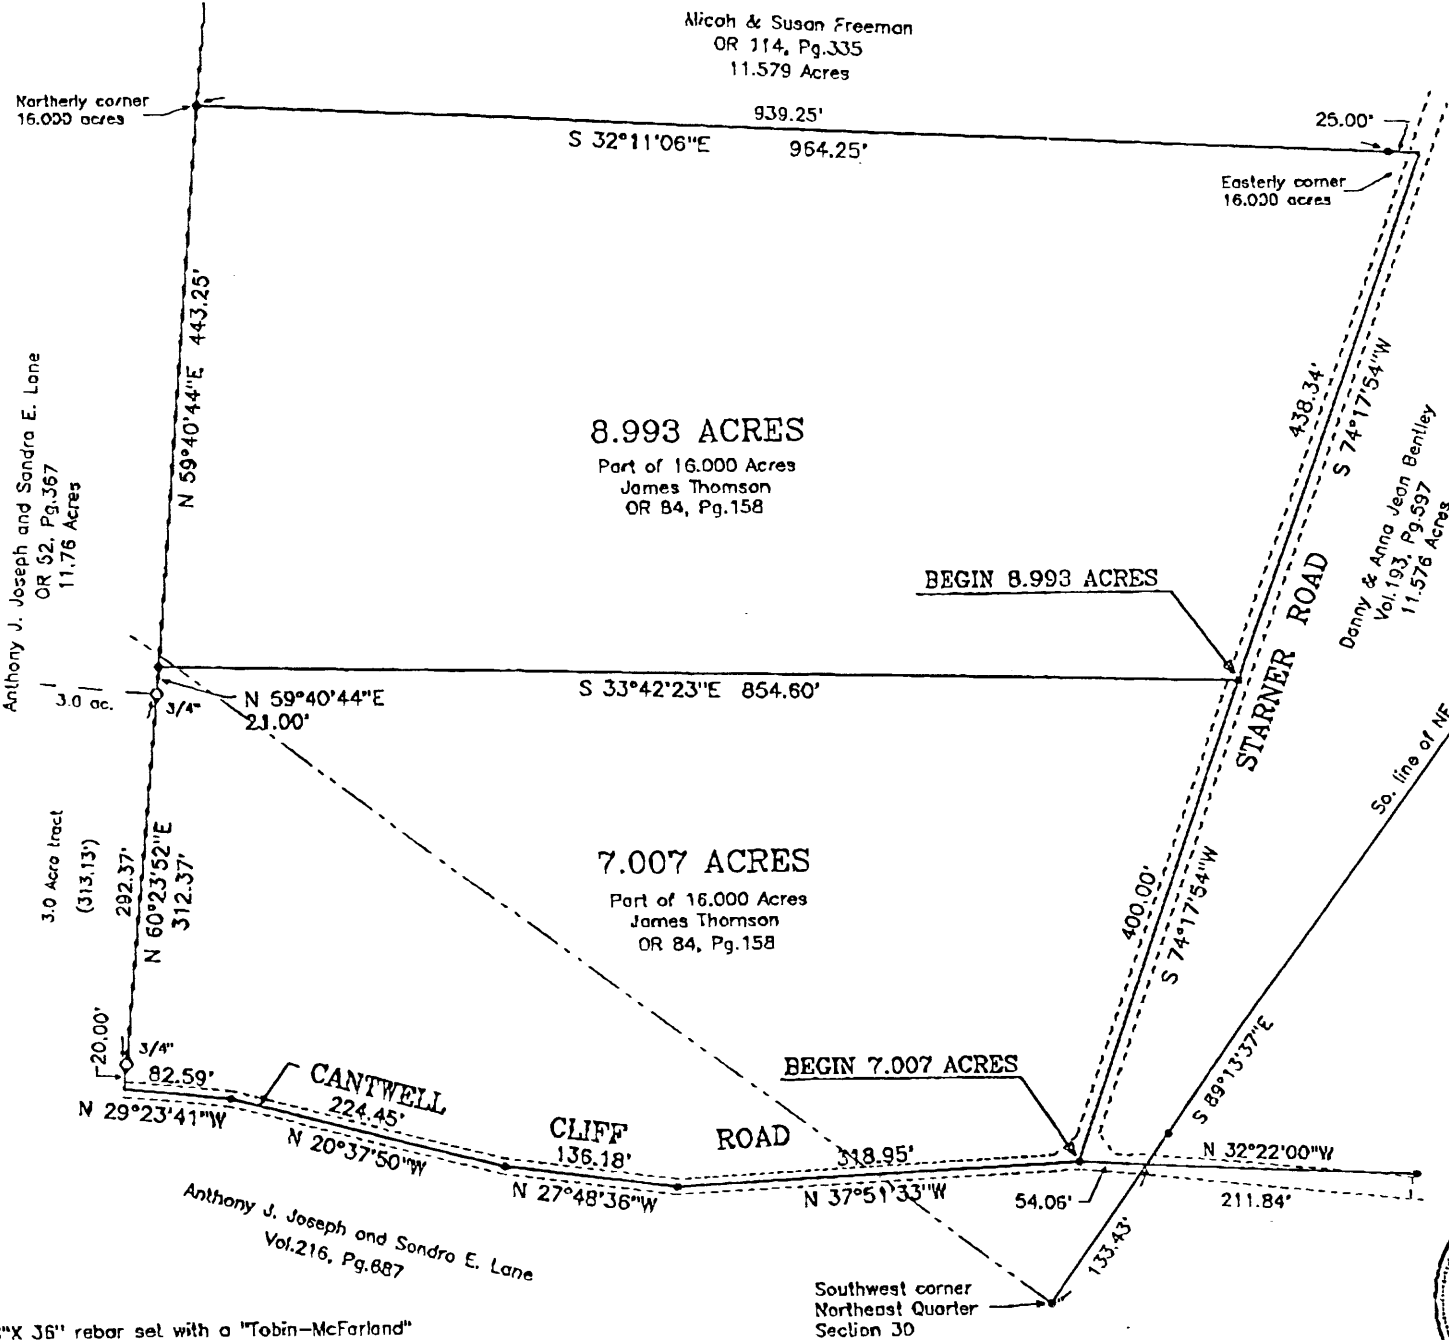 Micah & Susan Freeman
OR 114, Pg.335
11.579 Acres
Northerly corner
16.000 acres
939.25'
S 32°11'06"E
964.25'
25.00'
Easterly corner
16.000 acres
N 59°40'44"E 443.25'
Anthony J. Joseph and Sandra E. Lane
OR 52, Pg.367
11.76 Acres
8.993 ACRES
Part of 16.000 Acres
James Thomson
OR 84, Pg.158
438.34'
S 74°17'54"W
Danny & Anna Jean Bentley
Vol.193, Pg.597
11.576 Acres
BEGIN 8.993 ACRES
STARNER ROAD
S 33°42'23"E 854.60'
3.0 ac.
3/4"
N 59°40'44"E
21.00'
So. line of NE
3.0 Acre tract
(313.13')
292.37'
N 60°23'52"E
312.37'
7.007 ACRES
Part of 16.000 Acres
James Thomson
OR 84, Pg.158
400.00'
S 74°17'54"W
20.00'
3/4"
82.59'
N 29°23'41"W
CANTWELL
224.45'
N 20°37'50"W
CLIFF
136.18'
N 27°48'36"W
ROAD
BEGIN 7.007 ACRES
318.95'
N 37°51'33"W
S 89°13'37"E
N 32°22'00"W
54.06'
211.84'
133.43'
Anthony J. Joseph and Sandra E. Lane
Vol.216, Pg.687
Southwest corner
Northeast Quarter
Section 30
"X 36" rebar set with a "Tobin-McFarland"